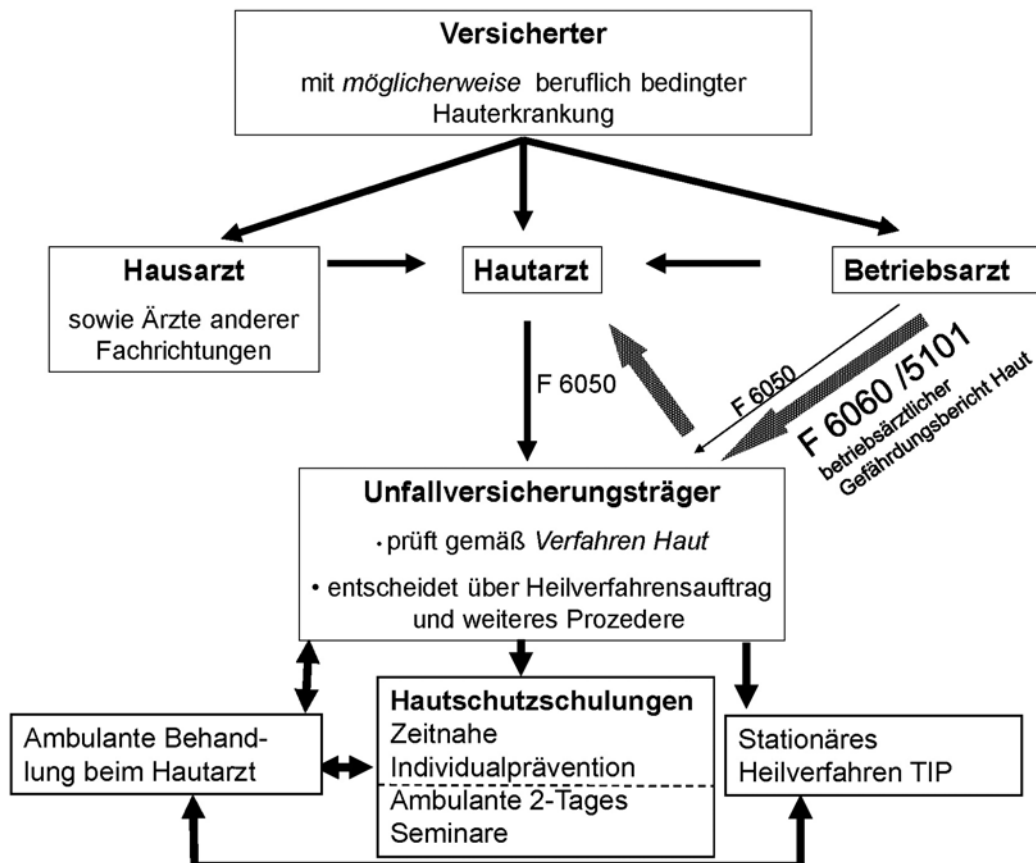 Versicherter
mit möglicherweise beruflich bedingter
Hauterkrankung
Hausarzt
sowie Ärzte anderer
Fachrichtungen
Hautarzt
Betriebsarzt
F 6050
F 6050
F 6060 /5101
betriebsärztlicher
Gefährdungsbericht Haut
Unfallversicherungsträger
· prüft gemäß Verfahren Haut
• entscheidet über Heilverfahrensauftrag
und weiteres Prozedere
Ambulante Behand-
lung beim Hautarzt
Hautschutzschulungen
Zeitnahe
Individualprävention
Ambulante 2-Tages
Seminare
Stationäres
Heilverfahren TIP